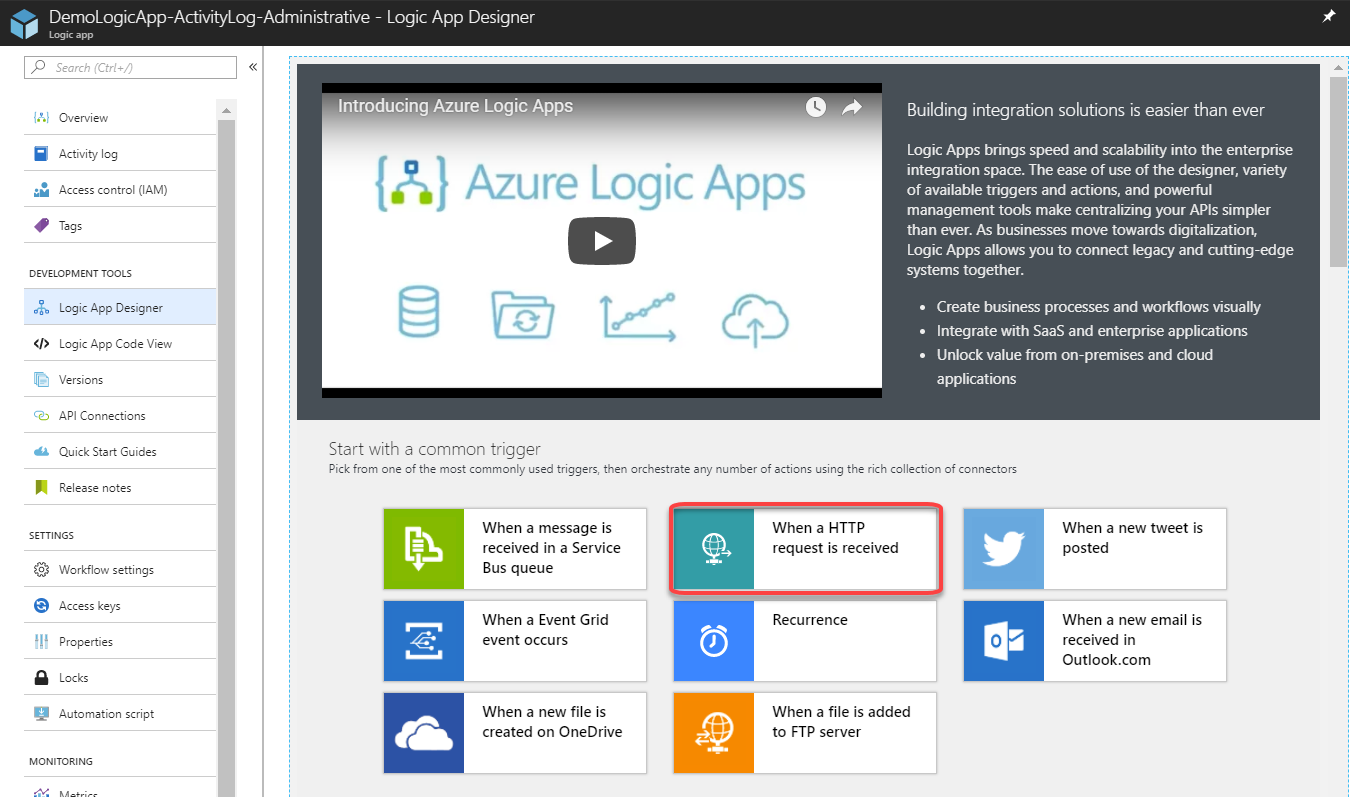 DemoLogicApp-ActivityLog-Administrative - Logic App Designer
Logic app
Search (Ctrl+/)
«
Overview
Activity log
Access control (IAM)
Tags
DEVELOPMENT TOOLS
Logic App Designer
Logic App Code View
Versions
API Connections
Quick Start Guides
Release notes
SETTINGS
Workflow settings
Access keys
Properties
Locks
Automation script
MONITORING
Metrics
Introducing Azure Logic Apps
Azure Logic Apps
Building integration solutions is easier than ever
Logic Apps brings speed and scalability into the enterprise
integration space. The ease of use of the designer, variety
of available triggers and actions, and powerful
management tools make centralizing your APIs simpler
than ever. As businesses move towards digitalization,
Logic Apps allows you to connect legacy and cutting-edge
systems together.
• Create business processes and workflows visually
• Integrate with SaaS and enterprise applications
• Unlock value from on-premises and cloud
applications
Start with a common trigger
Pick from one of the most commonly used triggers, then orchestrate any number of actions using the rich collection of connectors
When a message is
received in a Service
Bus queue
When a HTTP
request is received
When a new tweet is
posted
When a Event Grid
event occurs
Recurrence
When a new email is
received in
Outlook.com
When a new file is
created on OneDrive
When a file is added
to FTP server